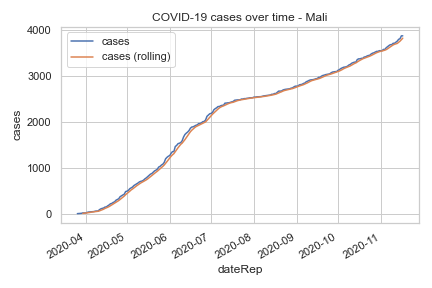 COVID-19 cases over time - Mali
cases
cases (rolling)
4000
3000
2000
1000
0
cases
2020-04
2020-05
2020-06
2020-07
2020-08
2020-09
2020-10
2020-11
dateRep